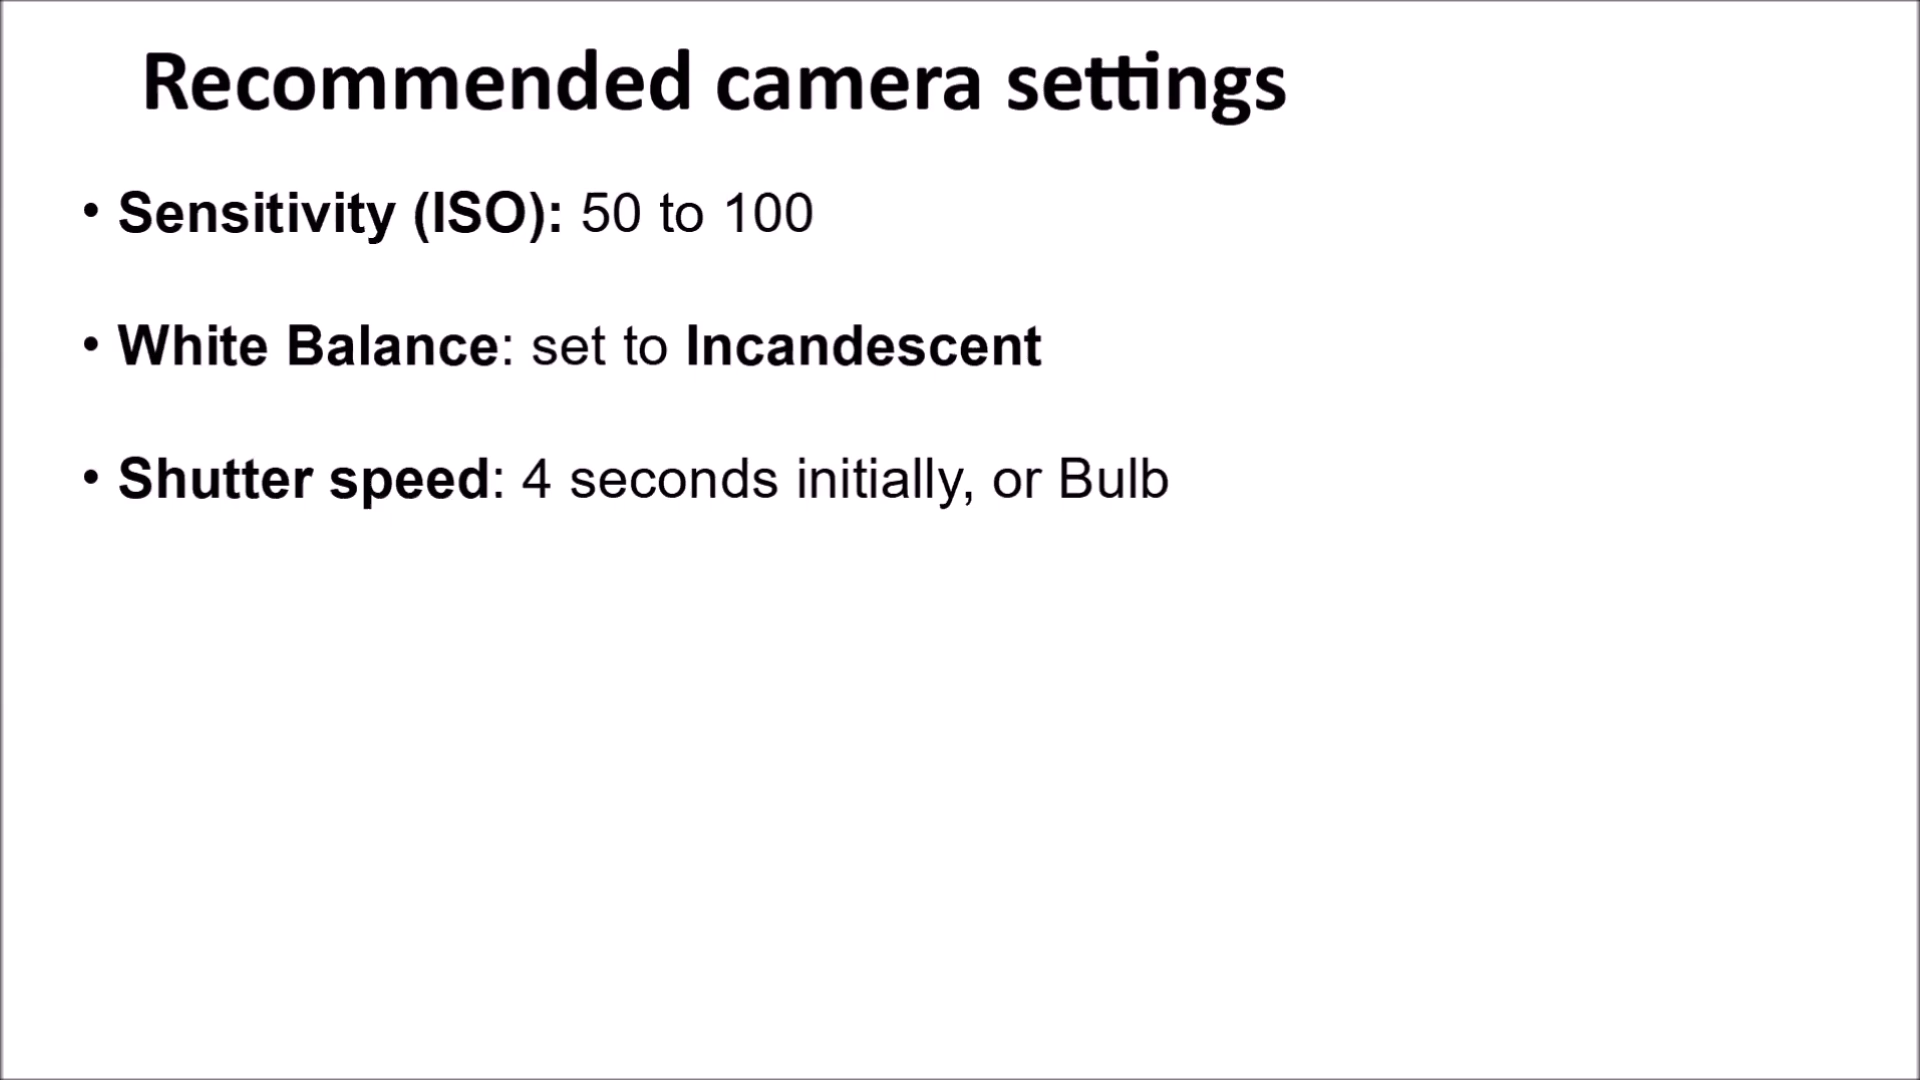 Recommended camera settings
• Sensitivity (ISO): 50 to 100
• White Balance: set to Incandescent
• Shutter speed: 4 seconds initially, or Bulb